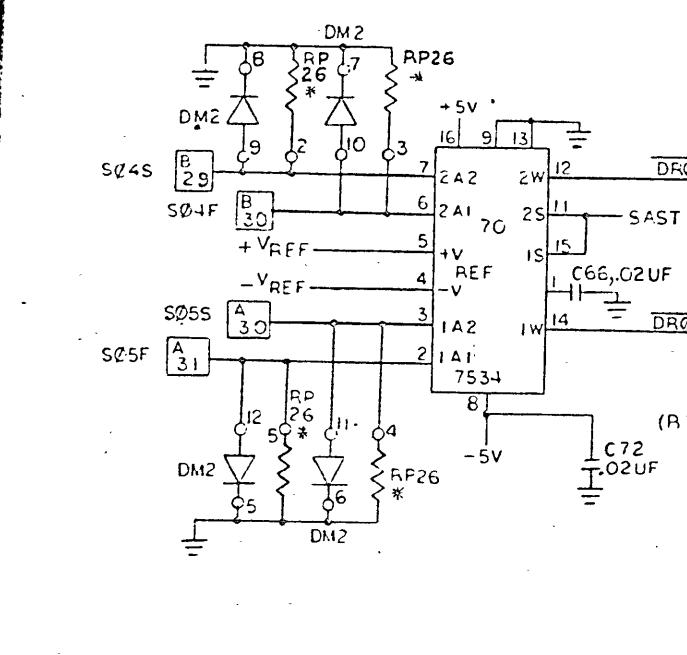 DM2
8
RP
26
*
7
RP26
*
DM2
9
2
10
3
+5V
16
9
13
SØ4S
B
29
7
2A2
2W
12
SØ4F
B
30
6
2A1
70
2S
11
SAST
+VREF
5
+V
1S
15
REF
C66,.02UF
-VREF
4
-V
1
SØ5S
A
30
3
1A2
1W
14
SØ5F
A
31
2
1A1
7534
8
12
RP
26
5
*
11
4
-5V
C72
.02UF
DM2
5
6
RP26
*
DM2